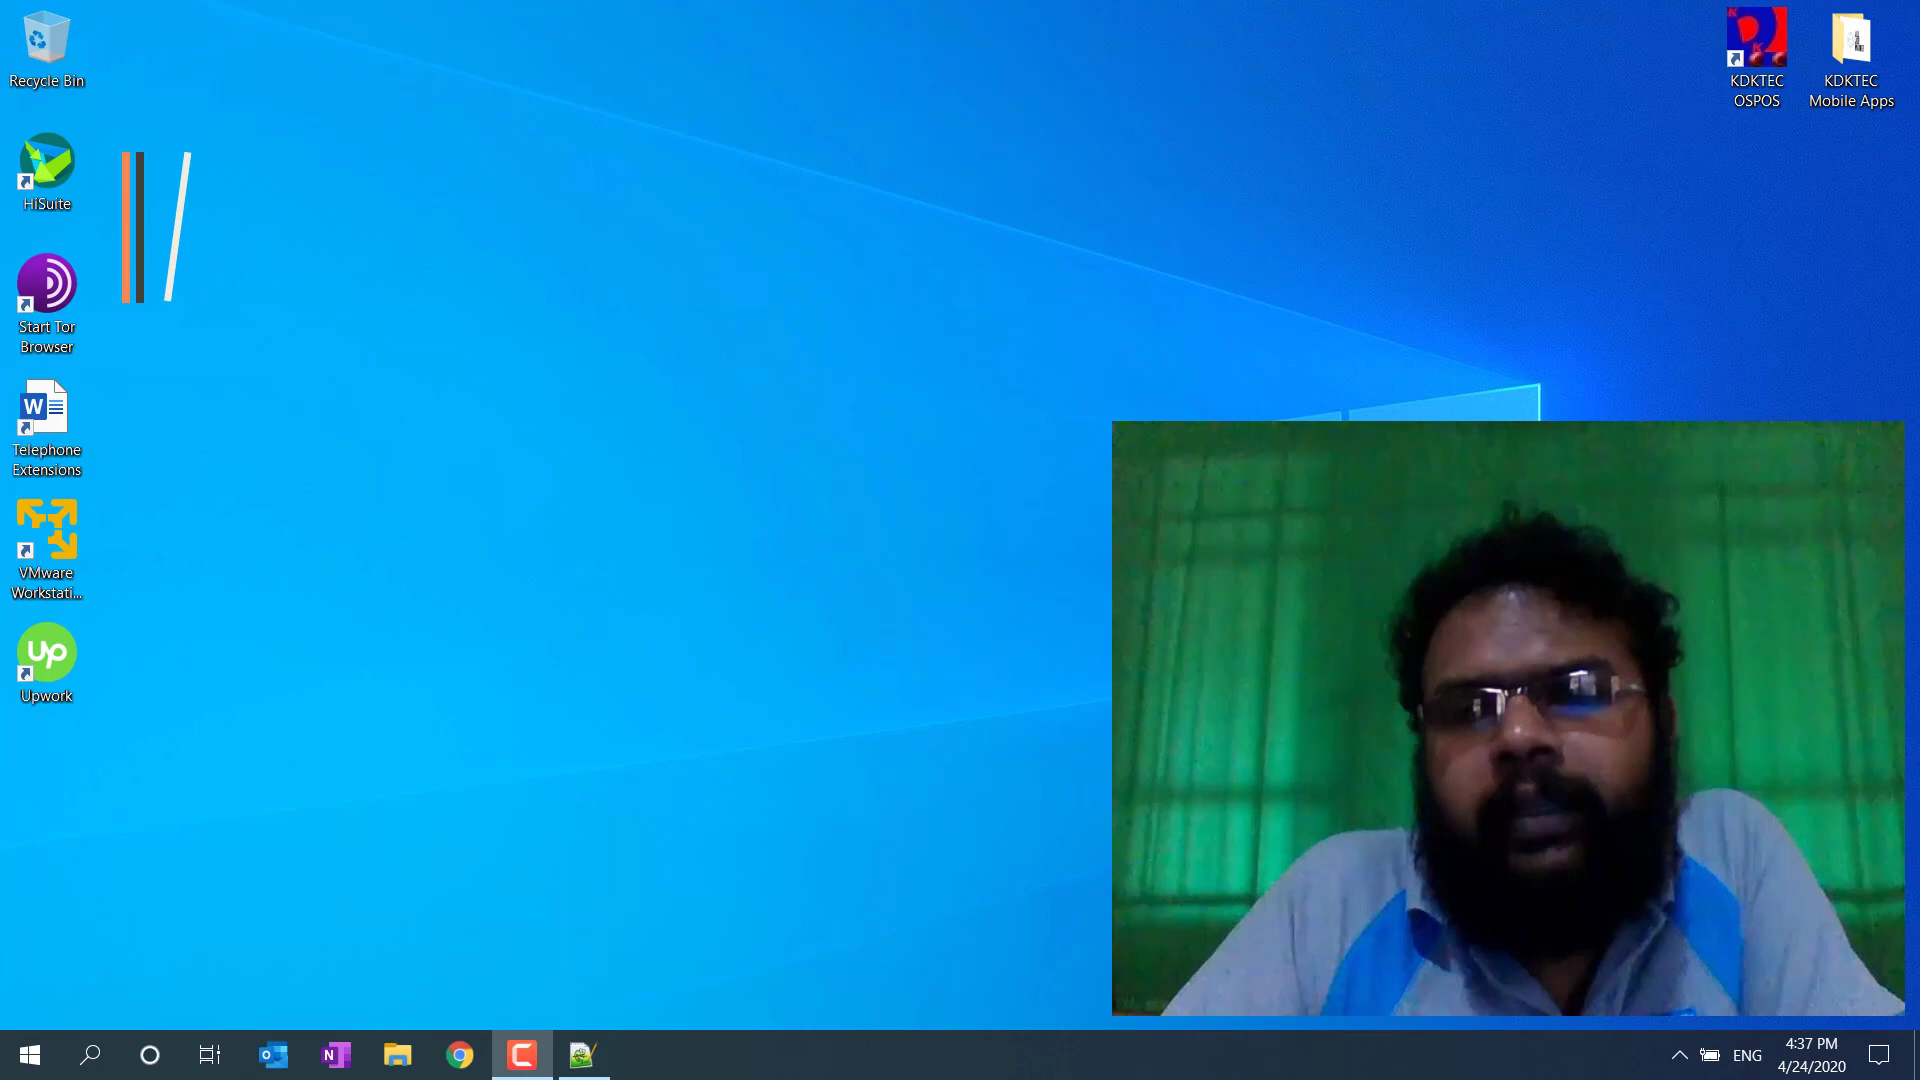 Recycle Bin
HiSuite
Start Tor
Browser
W
Telephone
Extensions
VMware
Workstati...
Up
Upwork
KDKTEC
OSPOS
KDKTEC
Mobile Apps
N
ENG
4:37 PM
4/24/2020